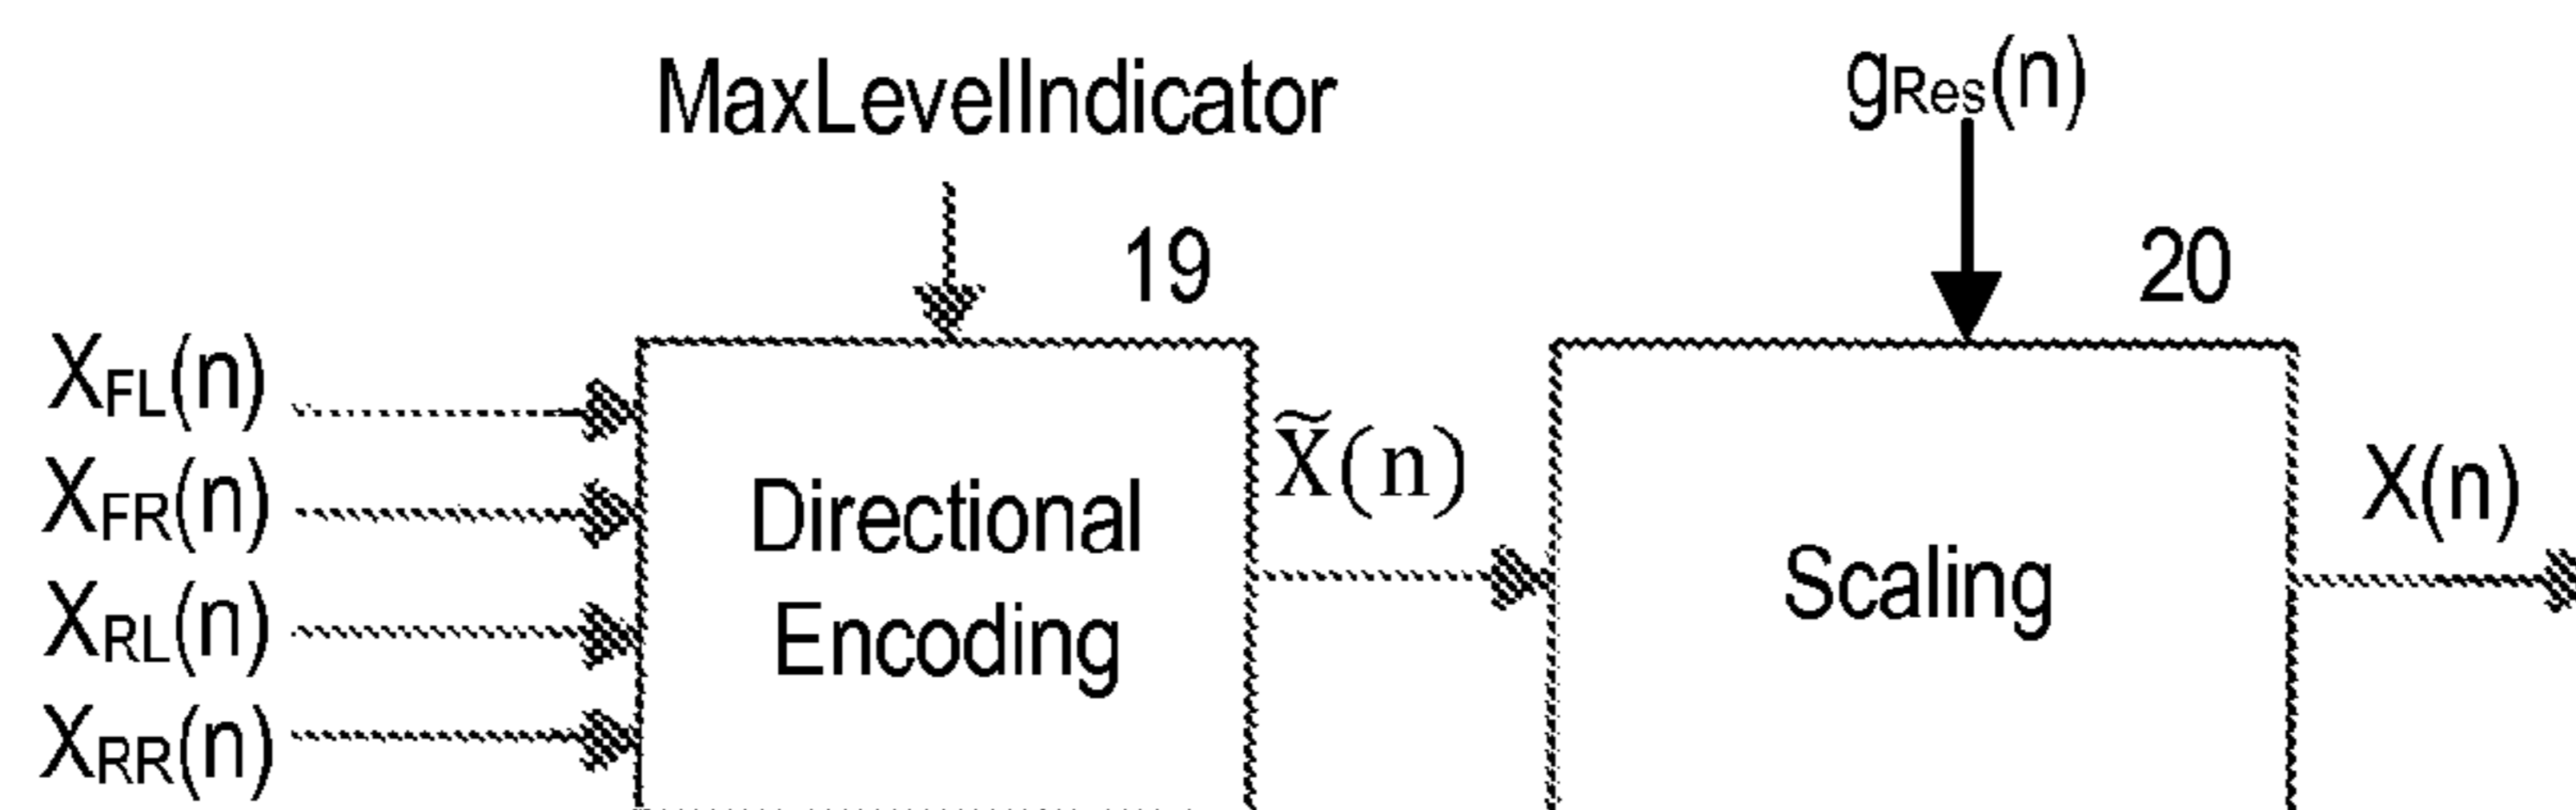 MaxLevelIndicator
gRes(n)
19
20
XFL(n)
XFR(n)
XRL(n)
XRR(n)
Directional
Encoding
X̃(n)
Scaling
X(n)